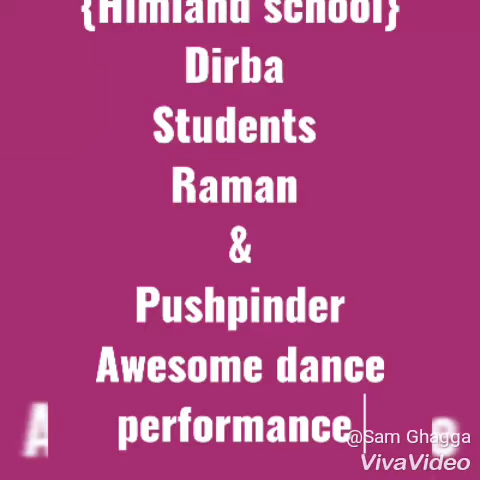 {Himland school}
Dirba
Students
Raman
&
Pushpinder
Awesome dance
performance
@Sam Ghagga
VivaVideo